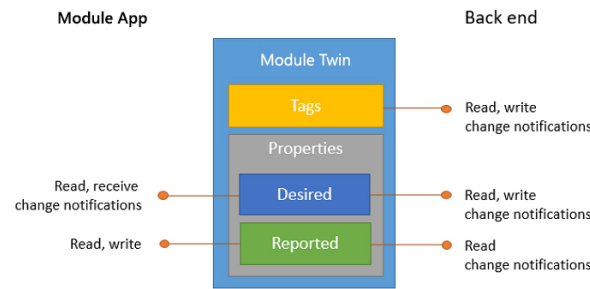 Module App
Back end
Module Twin
Tags
Read, write
change notifications
Properties
Read, receive
change notifications
Desired
Read, write
change notifications
Read, write
Reported
Read
change notifications